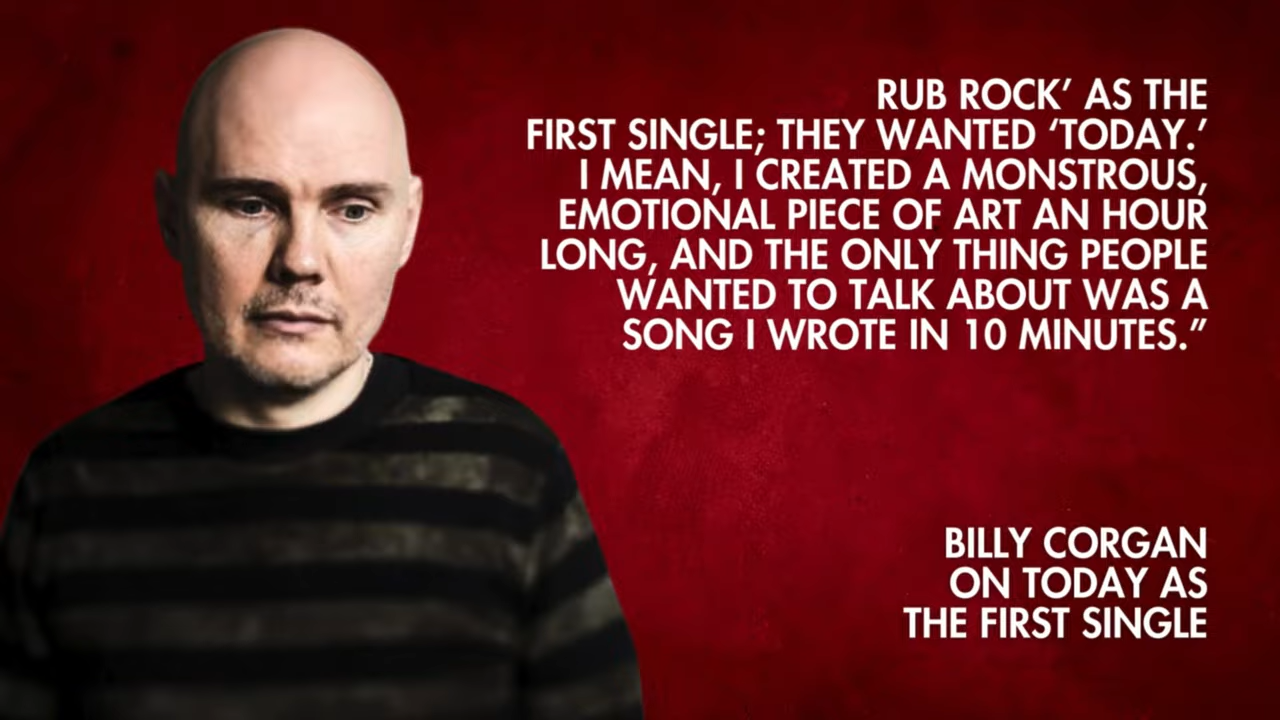 RUB ROCK’ AS THE
FIRST SINGLE; THEY WANTED ‘TODAY.’
I MEAN, I CREATED A MONSTROUS,
EMOTIONAL PIECE OF ART AN HOUR
LONG, AND THE ONLY THING PEOPLE
WANTED TO TALK ABOUT WAS A
SONG I WROTE IN 10 MINUTES.”
BILLY CORGAN
ON TODAY AS
THE FIRST SINGLE